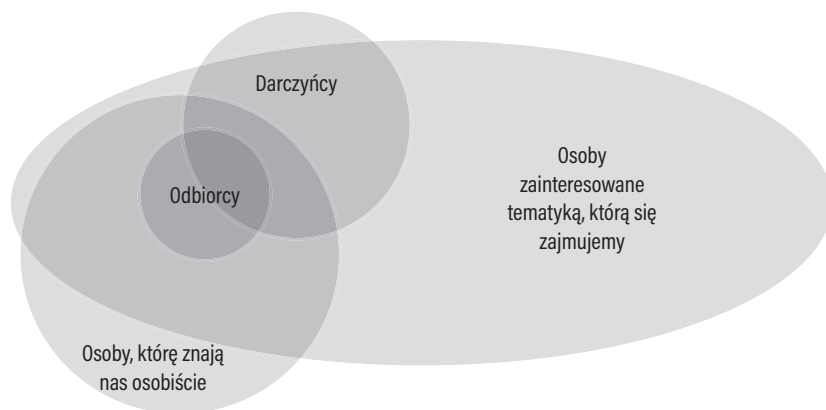 Darczyńcy
Osoby
zainteresowane
tematyką, którą się
zajmujemy
Odbiorcy
Osoby, którę znają
nas osobiście